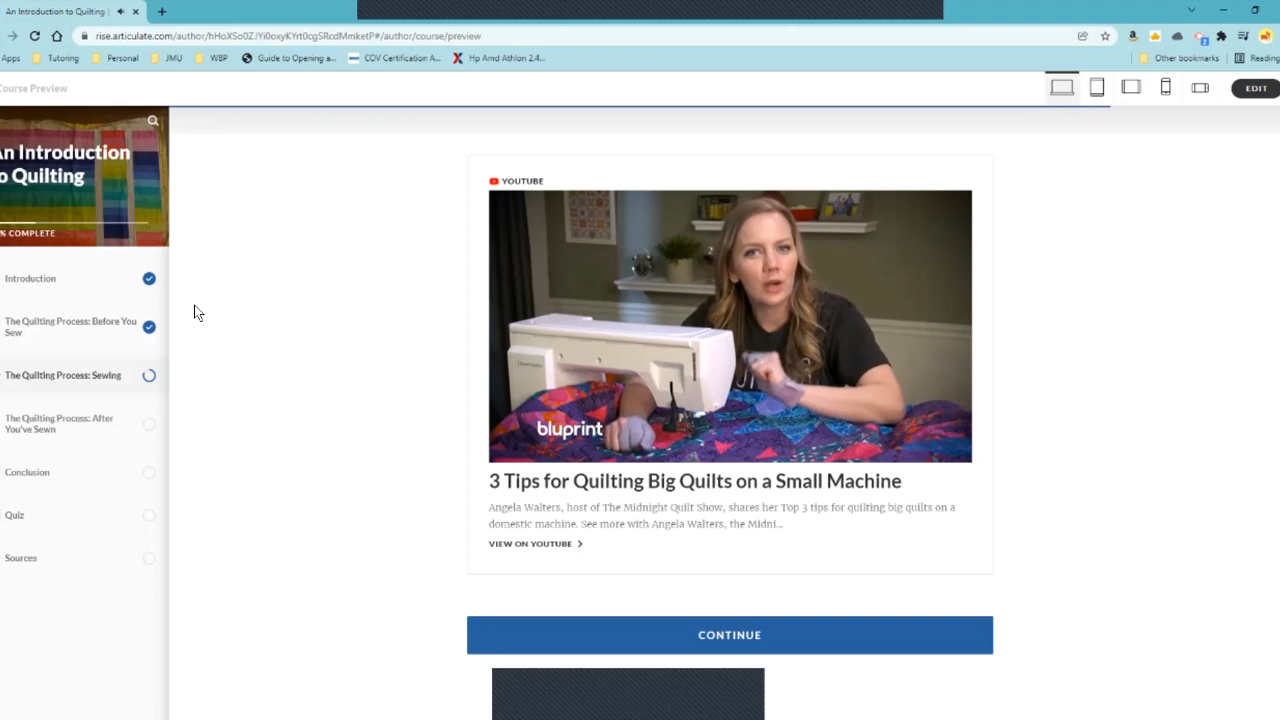 An Introduction to Quilting |
rise.articulate.com/author/hHoXSo0ZJYi0oxyKYrt0cgSRcdMmketP#/author/course/preview
Apps Tutoring Personal JMU WBP Guide to Opening a... COV Certification A... Hp Amd Athlon 2.4... Other bookmarks Reading
Course Preview
EDIT
An Introduction
to Quilting
% COMPLETE
Introduction
The Quilting Process: Before You
Sew
The Quilting Process: Sewing
The Quilting Process: After
You've Sewn
Conclusion
Quiz
Sources
YOUTUBE
bluprint
3 Tips for Quilting Big Quilts on a Small Machine
Angela Walters, host of The Midnight Quilt Show, shares her Top 3 tips for quilting big quilts on a
domestic machine. See more with Angela Walters, the Midni...
VIEW ON YOUTUBE
CONTINUE